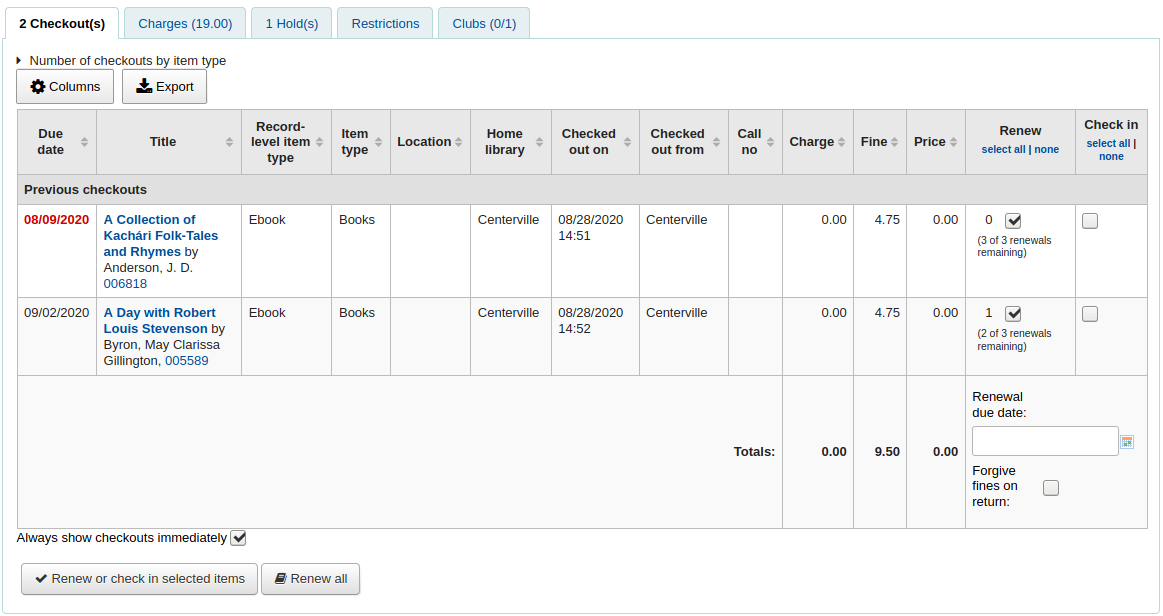 2 Checkout(s) Charges (19.00) 1 Hold(s) Restrictions Clubs (0/1)
Number of checkouts by item type
Columns Export
Due date Title Record-level item type Item type Location Home library Checked out on Checked out from Call no Charge Fine Price Renew select all | none Check in select all | none
Previous checkouts
08/09/2020 A Collection of Ebook Books Centerville 08/28/2020 Centerville 0.00 4.75 0.00 0
Kachári Folk-Tales 14:51
and Rhymes by (3 of 3 renewals
Anderson, J. D. remaining)
006818
09/02/2020 A Day with Robert Ebook Books Centerville 08/28/2020 Centerville 0.00 4.75 0.00 1
Louis Stevenson by 14:52
Byron, May Clarissa (2 of 3 renewals
Gillington, 005589 remaining)
Renewal
due date:
Totals: 0.00 9.50 0.00
Forgive
fines on
return:
Always show checkouts immediately
Renew or check in selected items Renew all